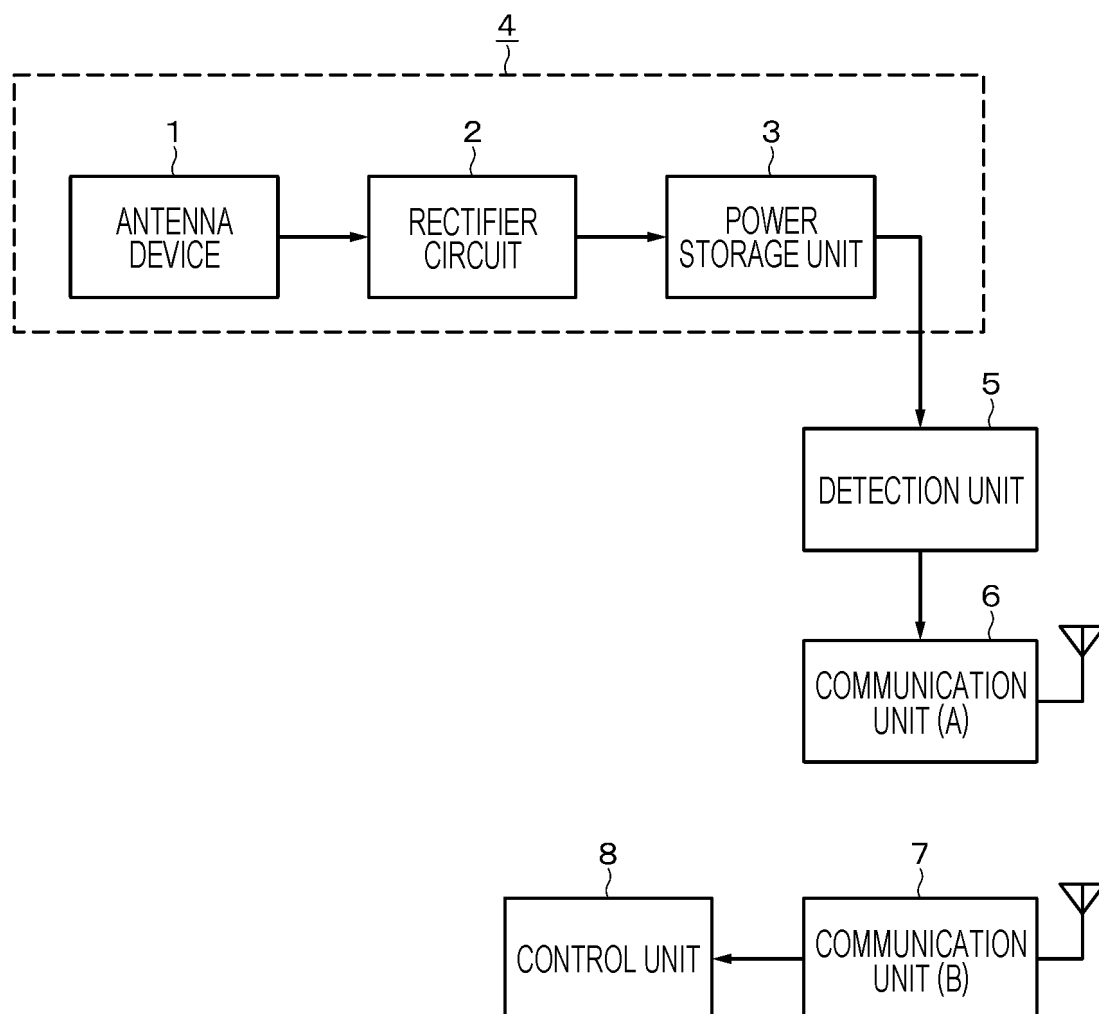 4
1
2
3
ANTENNA
DEVICE
RECTIFIER
CIRCUIT
POWER
STORAGE UNIT
5
DETECTION UNIT
6
COMMUNICATION
UNIT (A)
8
7
CONTROL UNIT
COMMUNICATION
UNIT (B)